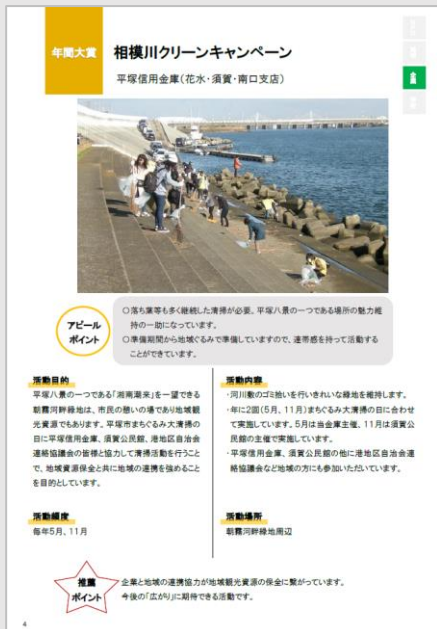 年間大賞
相模川クリーンキャンペーン
平塚信用金庫(花水・須賀・南口支店)
アピール
ポイント
○落ち葉等も多く継続した清掃が必要。平塚八景の一つである場所の魅力維
持の一助になっています。
○準備期間から地域ぐるみで準備していますので、連帯感を持って活動する
ことができています。
活動目的
平塚八景の一つである「湘南潮来」を一望できる
朝霧河畔緑地は、市民の憩いの場であり地域観
光資源でもあります。平塚市まちぐるみ大清掃の
日に平塚信用金庫、須賀公民館、港地区自治会
連絡協議会の皆様と協力して清掃活動を行うこと
で、地域資源保全と共に地域の連携を強めること
を目的としています。
活動頻度
毎年5月、11月
活動内容
・河川敷のゴミ拾いを行いきれいな緑地を維持します。
・年に2回(5月、11月)まちぐるみ大清掃の日に合わせ
て実施しています。5月は当金庫主催、11月は須賀公
民館の主催で実施しています。
・平塚信用金庫、須賀公民館の他に港地区自治会連
絡協議会など地域の方にも参加いただいています。
活動場所
朝霧河畔緑地周辺
推薦
ポイント
企業と地域の連携協力が地域観光資源の保全に繋がっています。
今後の「広がり」に期待できる活動です。
4